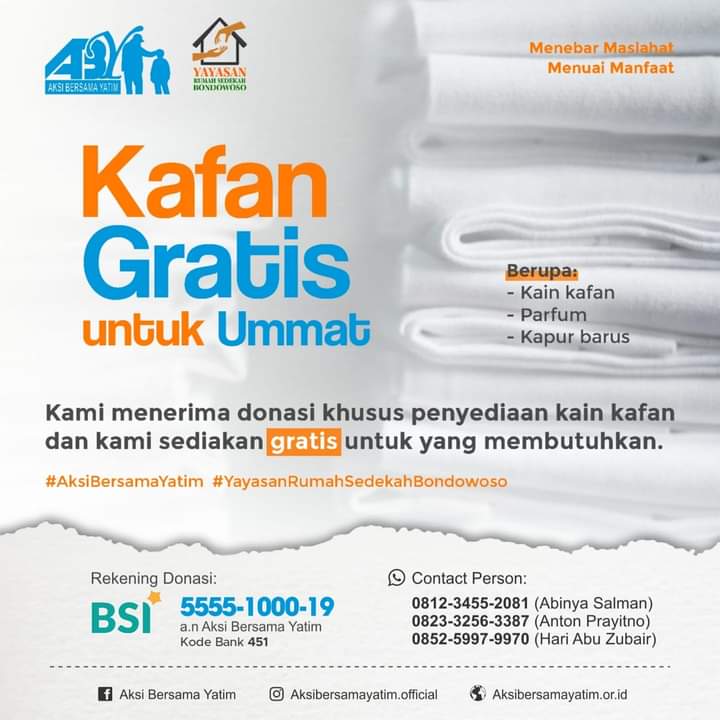 ABY
AKSI BERSAMA YATIM
YAYASAN
RUMAH SEDEKAH
BONDOWOSO
Menebar Maslahat
Menuai Manfaat
Kafan
Gratis
untuk Ummat
Berupa:
- Kain kafan
- Parfum
- Kapur barus
Kami menerima donasi khusus penyediaan kain kafan
dan kami sediakan gratis untuk yang membutuhkan.
#AksiBersamaYatim #YayasanRumahSedekahBondowoso
Rekening Donasi:
BSI
5555-1000-19
a.n Aksi Bersama Yatim
Kode Bank 451
Contact Person:
0812-3455-2081 (Abinya Salman)
0823-3256-3387 (Anton Prayitno)
0852-5997-9970 (Hari Abu Zubair)
Aksi Bersama Yatim Aksibersamayatim.official Aksibersamayatim.or.id